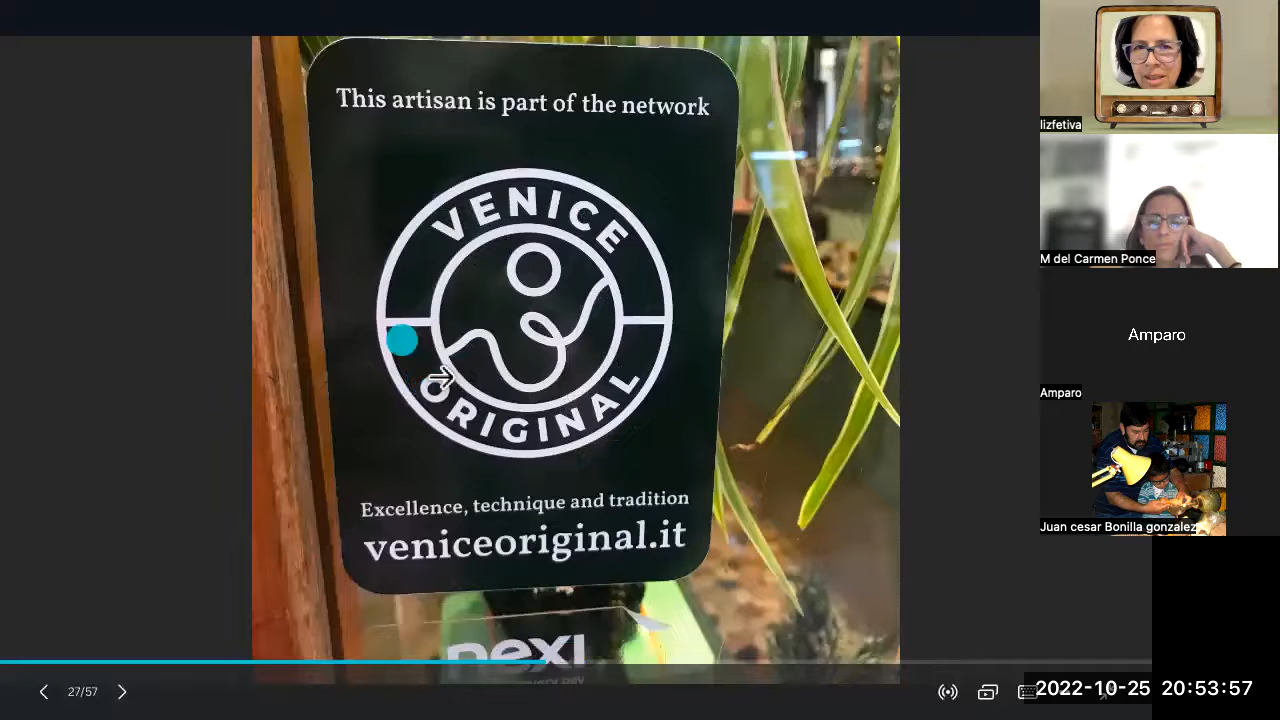 This artisan is part of the network
VENICE
ORIGINAL
Excellence, technique and tradition
veniceoriginal.it
nexi
lizfetiva
M del Carmen Ponce
Amparo
Amparo
Juan cesar Bonilla gonzalez
27/57
2022-10-25 20:53:57